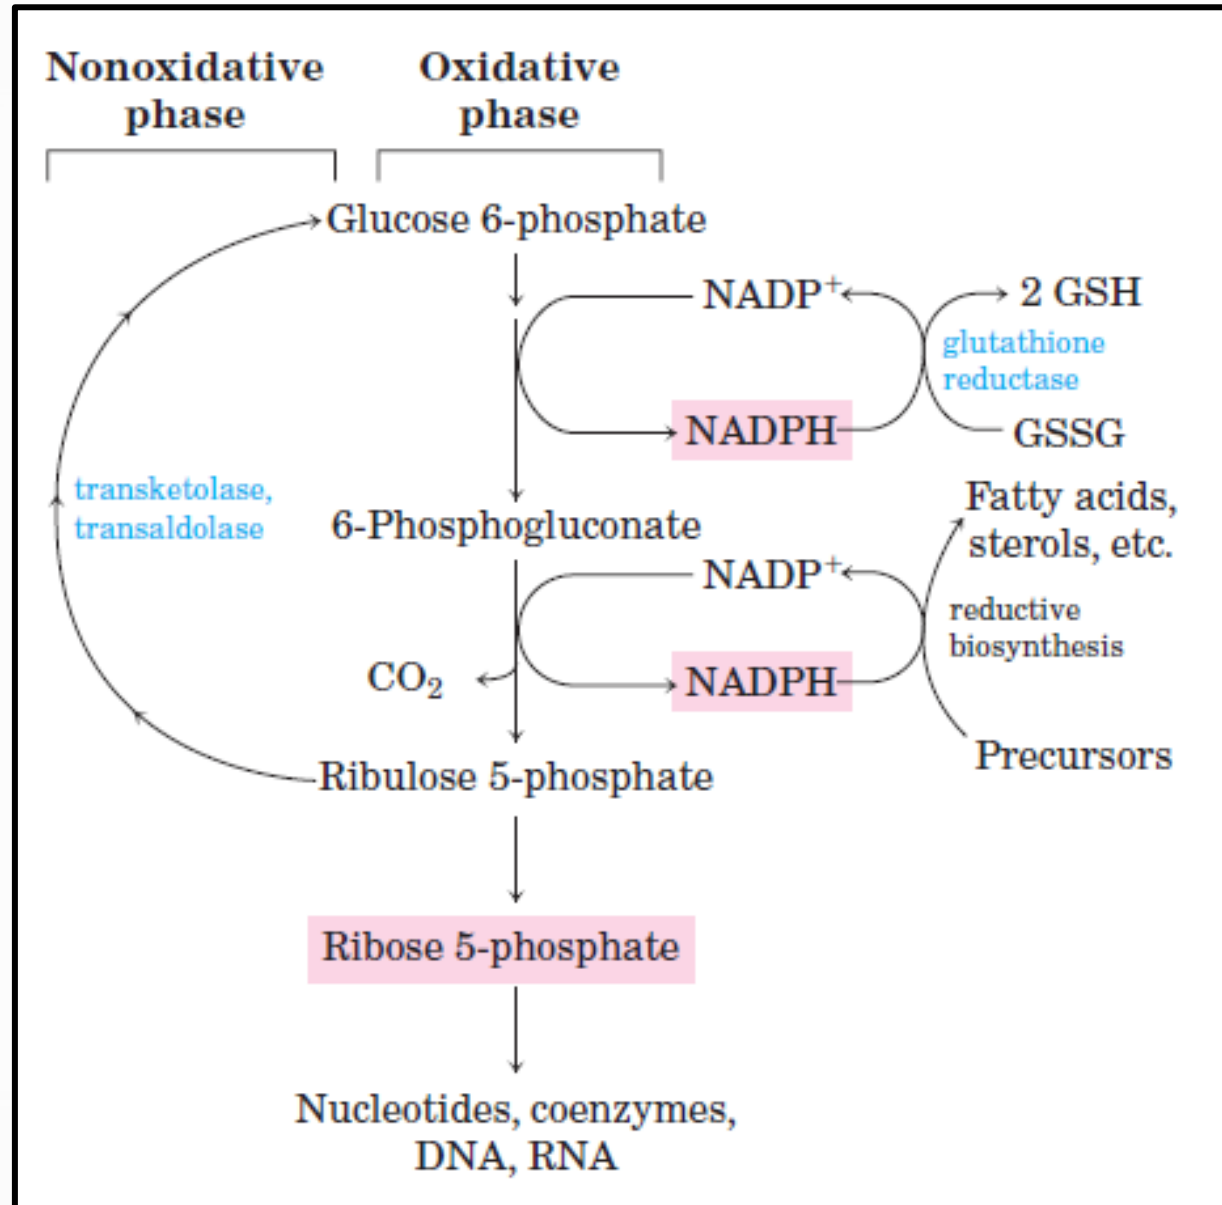 Nonoxidative
phase
Oxidative
phase
Glucose 6-phosphate
NADP⁺
2 GSH
glutathione
reductase
NADPH
GSSG
transketolase,
transaldolase
6-Phosphogluconate
Fatty acids,
sterols, etc.
NADP⁺
reductive
biosynthesis
CO₂
NADPH
Ribulose 5-phosphate
Precursors
Ribose 5-phosphate
Nucleotides, coenzymes,
DNA, RNA